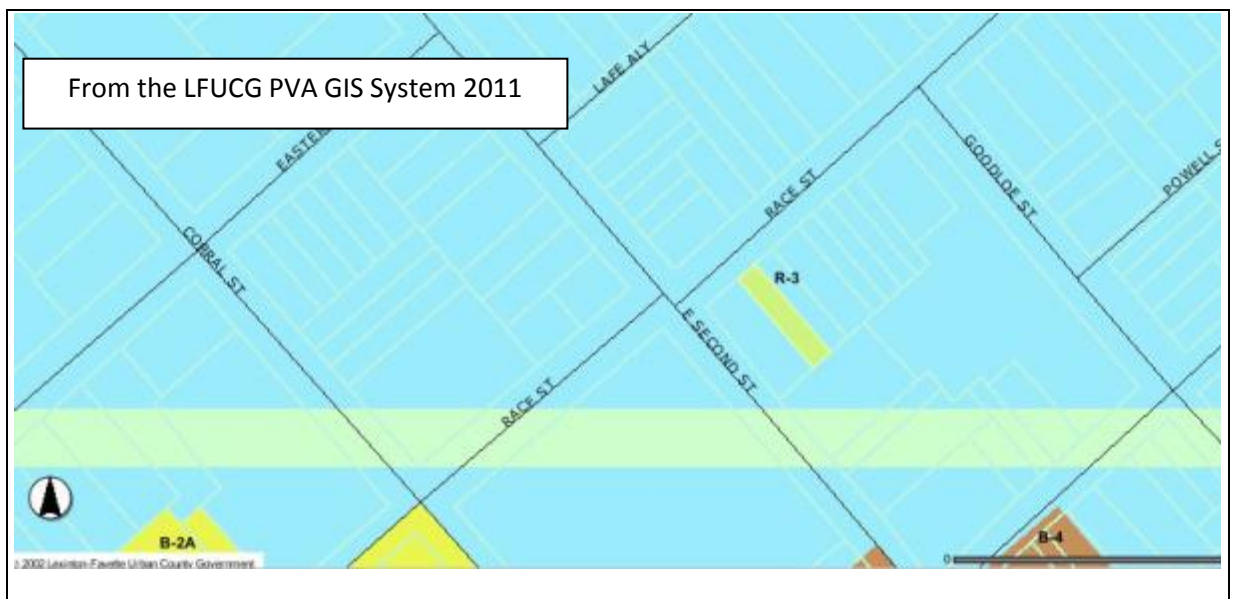 From the LFUCG PVA GIS System 2011
LAFE ALY
EASTER
GOODLOE ST
POWELL S
RACE ST
CORRAL ST
R-3
E SECOND ST
RACE ST
B-2A
B-4
0
2002 Lexington-Fayette Urban County Government